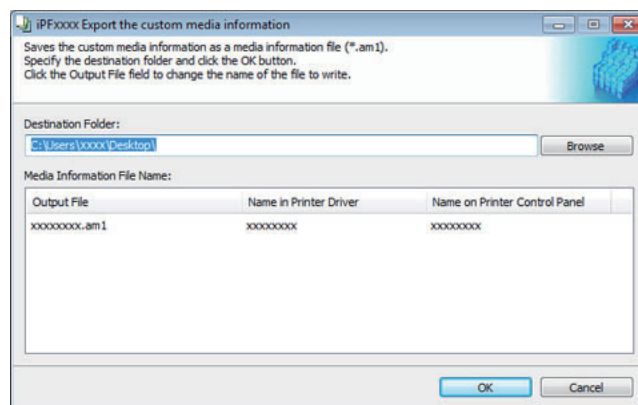 iPFxxxx Export the custom media information
Saves the custom media information as a media information file (*.am1).
Specify the destination folder and click the OK button.
Click the Output File field to change the name of the file to write.
Destination Folder:
C:\Users\xxxx\Desktop\
Browse
Media Information File Name:
Output File Name in Printer Driver Name on Printer Control Panel
xxxxxxxx.am1 xxxxxxxx xxxxxxxx
OK Cancel